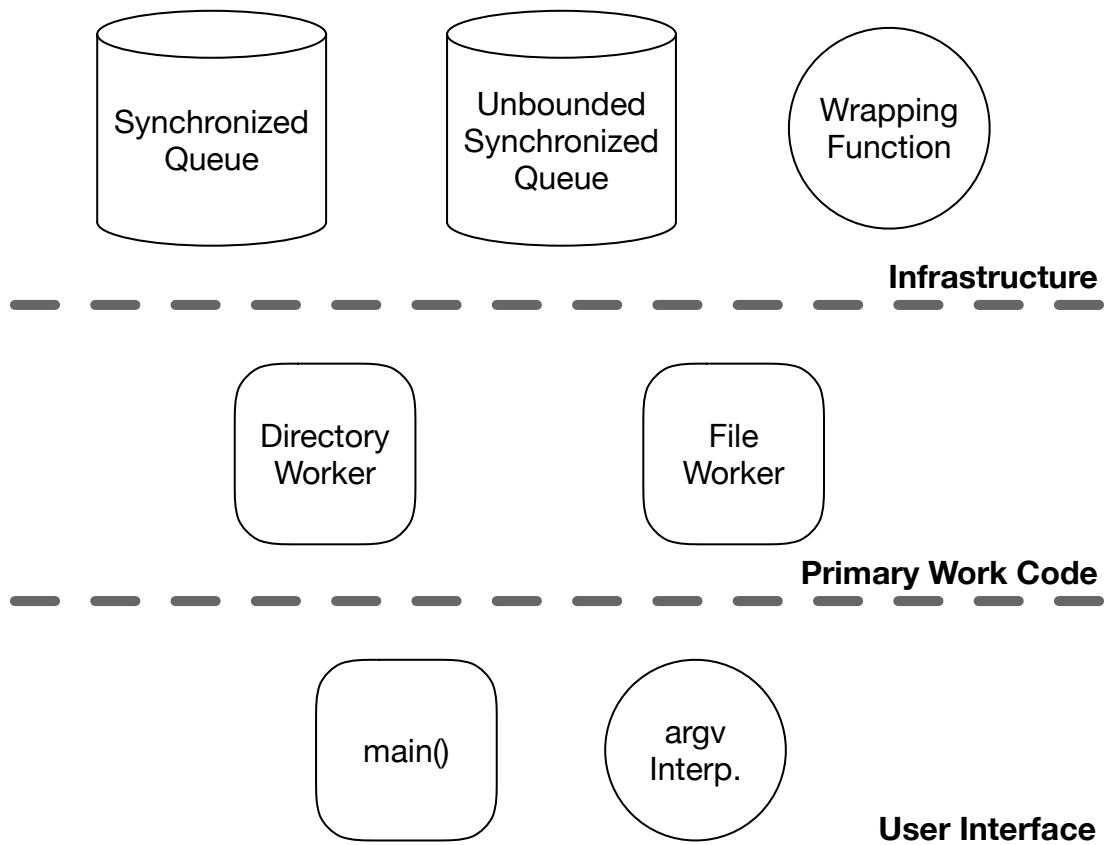 Synchronized
Queue
Unbounded
Synchronized
Queue
Wrapping
Function
Infrastructure
Directory
Worker
File
Worker
Primary Work Code
main()
argv
Interp.
User Interface